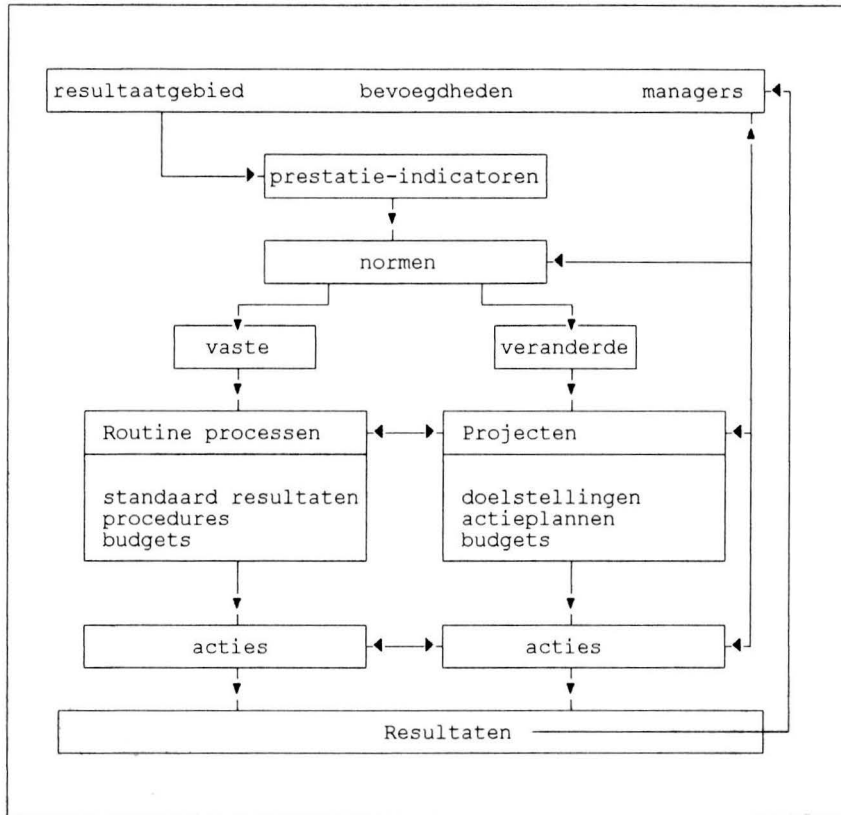 resultaatgebied bevoegdheden managers
prestatie-indicatoren
normen
vaste veranderde
Routine processen Projecten
standaard resultaten doelstellingen
procedures actieplannen
budgets budgets
acties acties
Resultaten